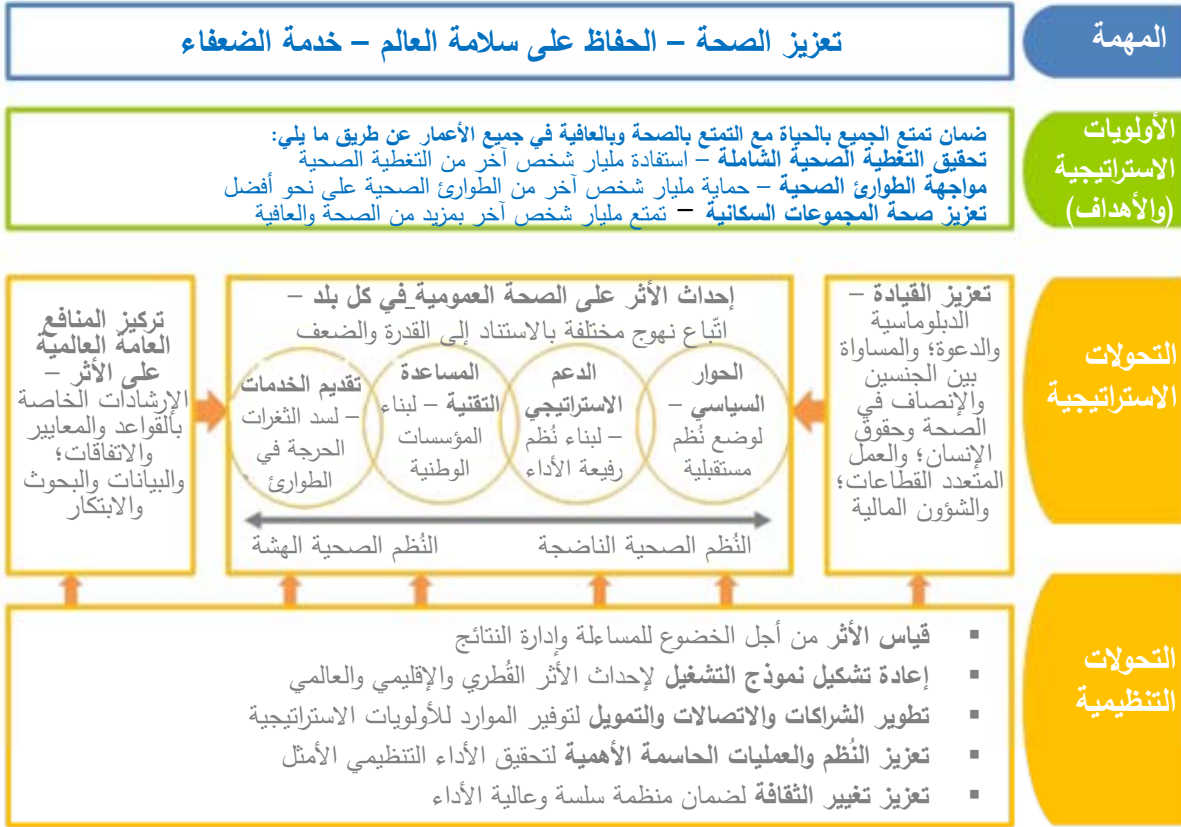 المهمة
تعزيز الصحة – الحفاظ على سلامة العالم – خدمة الضعفاء
الأولويات
الاستراتيجية
(والأهداف)
ضمان تمتع الجميع بالحياة مع التمتع بالصحة وبالعافية في جميع الأعمار عن طريق ما يلي:
تحقيق التغطية الصحية الشاملة – استفادة مليار شخص آخر من التغطية الصحية
مواجهة الطوارئ الصحية – حماية مليار شخص آخر من الطوارئ الصحية على نحو أفضل
تعزيز صحة المجموعات السكانية – تمتع مليار شخص آخر بمزيد من الصحة والعافية
التحولات
الاستراتيجية
تعزيز القيادة –
الدبلوماسية
والدعوة؛ والمساواة
بين الجنسين
والإنصاف في
الصحة وحقوق
الإنسان؛ والعمل
المتعدد القطاعات؛
والشؤون المالية
إحداث الأثر على الصحة العمومية في كل بلد –
اتّباع نهوج مختلفة بالاستناد إلى القدرة والضعف
الحوار
السياسي –
لوضع نُظم
مستقبلية
الدعم
الاستراتيجي
– لبناء نُظم
رفيعة الأداء
المساعدة
التقنية – لبناء
المؤسسات
الوطنية
تقديم الخدمات
– لسد الثغرات
الحرجة في
الطوارئ
النُظم الصحية الناضجة
النُظم الصحية الهشة
تركيز المنافع
العامة العالمية
على الأثر –
الإرشادات الخاصة
بالقواعد والمعايير
والاتفاقات؛
والبيانات والبحوث
والابتكار
التحولات
التنظيمية
▪ قياس الأثر من أجل الخضوع للمساءلة وإدارة النتائج
▪ إعادة تشكيل نموذج التشغيل لإحداث الأثر القُطري والإقليمي والعالمي
▪ تطوير الشراكات والاتصالات والتمويل لتوفير الموارد للأولويات الاستراتيجية
▪ تعزيز النُظم والعمليات الحاسمة الأهمية لتحقيق الأداء التنظيمي الأمثل
▪ تعزيز تغيير الثقافة لضمان منظمة سلسة وعالية الأداء